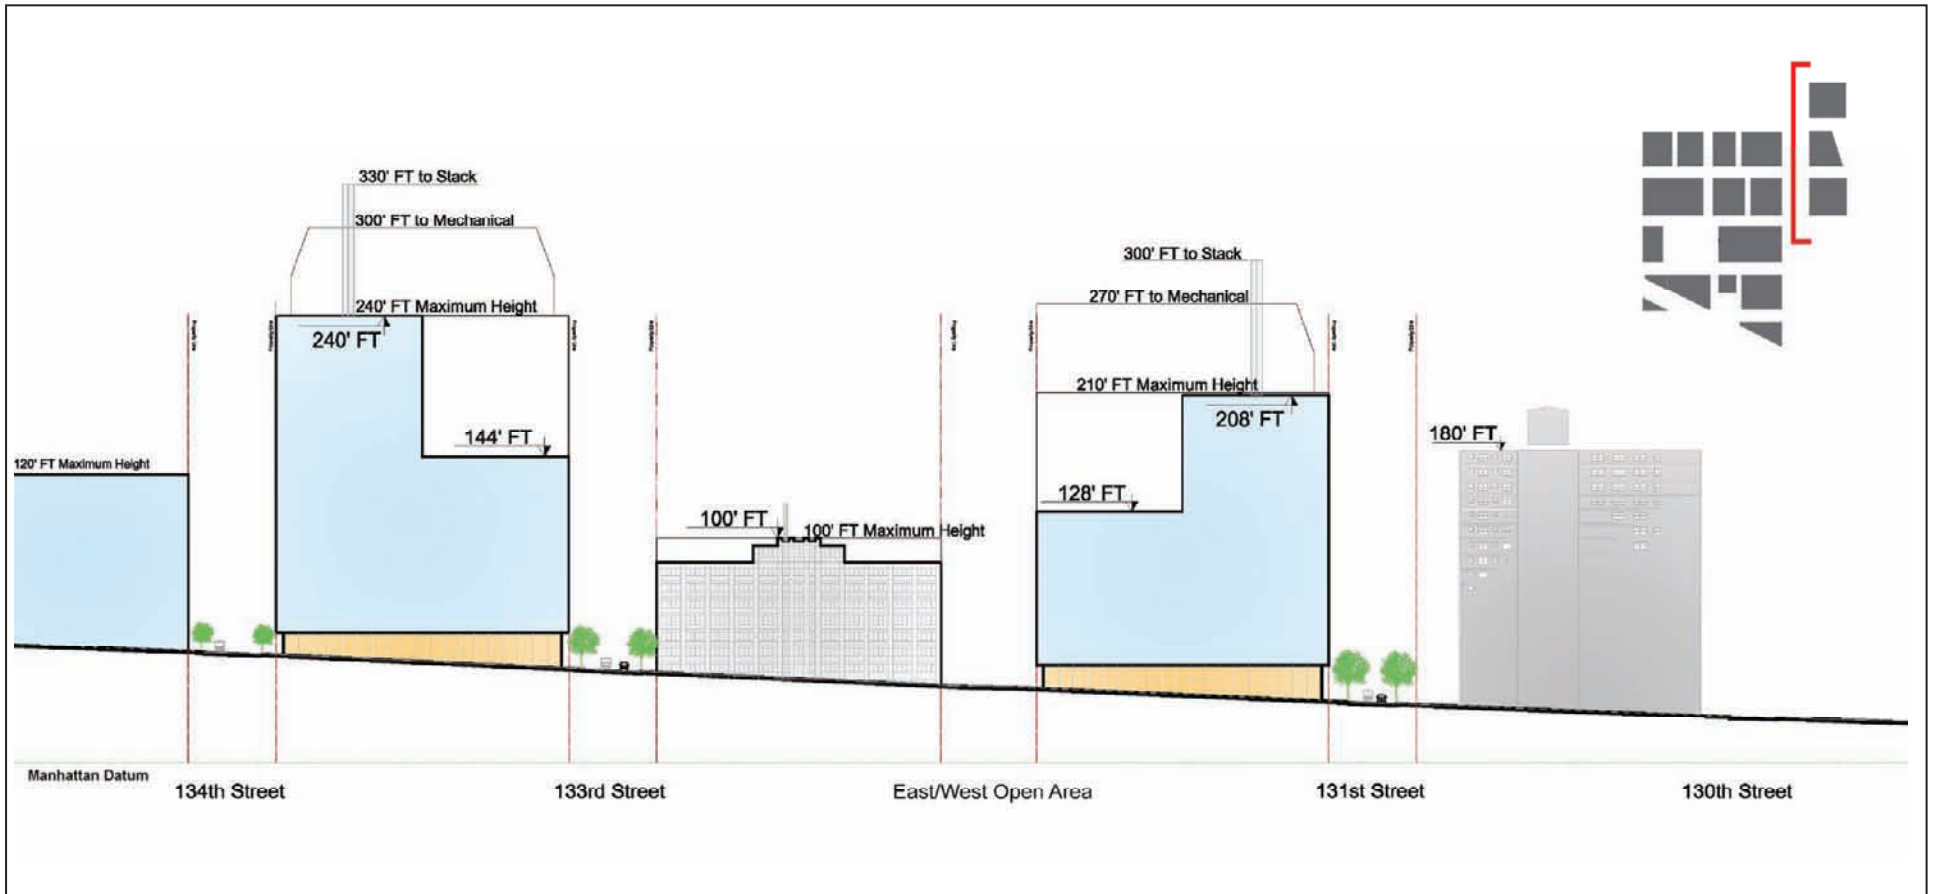 330' FT to Stack
300' FT to Mechanical
240' FT Maximum Height
240' FT
144' FT
120' FT Maximum Height
100' FT
100' FT Maximum Height
300' FT to Stack
270' FT to Mechanical
210' FT Maximum Height
208' FT
128' FT
180' FT
Manhattan Datum
134th Street
133rd Street
East/West Open Area
131st Street
130th Street